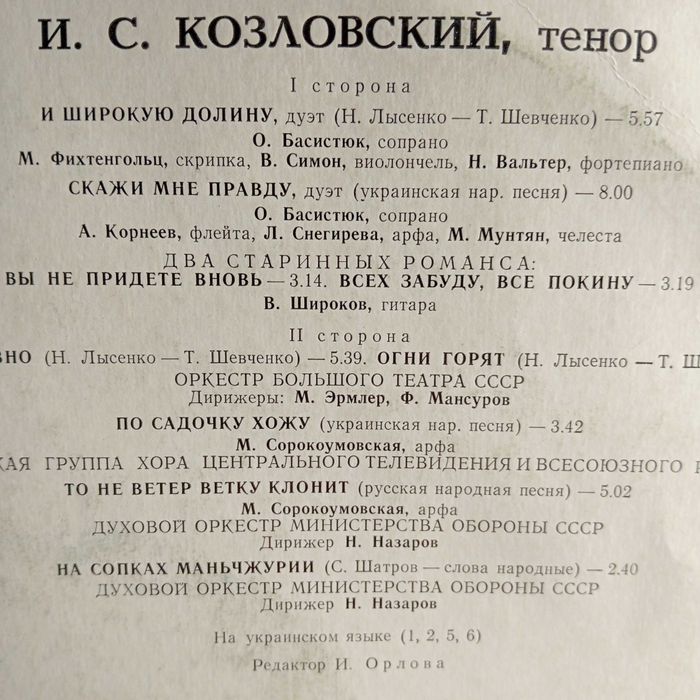 И. С. КОЗЛОВСКИЙ, тенор
I сторона
И ШИРОКУЮ ДОЛИНУ, дуэт (Н. Лысенко — Т. Шевченко) — 5.57
О. Басистюк, сопрано
М. Фихтенгольц, скрипка, В. Симон, виолончель, Н. Вальтер, фортепиано
СКАЖИ МНЕ ПРАВДУ, дуэт (украинская нар. песня) — 8.00
О. Басистюк, сопрано
А. Корнеев, флейта, Л. Снегирева, арфа, М. Мунтян, челеста
ДВА СТАРИННЫХ РОМАНСА:
ВЫ НЕ ПРИДЕТЕ ВНОВЬ — 3.14. ВСЕХ ЗАБУДУ, ВСЕ ПОКИНУ — 3.19
В. Широков, гитара
II сторона
ВНО (Н. Лысенко — Т. Шевченко) — 5.39. ОГНИ ГОРЯТ (Н. Лысенко — Т. Ш
ОРКЕСТР БОЛЬШОГО ТЕАТРА СССР
Дирижеры: М. Эрмлер, Ф. Мансуров
ПО САДОЧКУ ХОЖУ (украинская нар. песня) — 3.42
М. Сорокоумовская, арфа
КАЯ ГРУППА ХОРА ЦЕНТРАЛЬНОГО ТЕЛЕВИДЕНИЯ И ВСЕСОЮЗНОГО Р
ТО НЕ ВЕТЕР ВЕТКУ КЛОНИТ (русская народная песня) — 5.02
М. Сорокоумовская, арфа
ДУХОВОЙ ОРКЕСТР МИНИСТЕРСТВА ОБОРОНЫ СССР
Дирижер Н. Назаров
НА СОПКАХ МАНЬЧЖУРИИ (С. Шатров — слова народные) — 2.40
ДУХОВОЙ ОРКЕСТР МИНИСТЕРСТВА ОБОРОНЫ СССР
Дирижер Н. Назаров
На украинском языке (1, 2, 5, 6)
Редактор И. Орлова